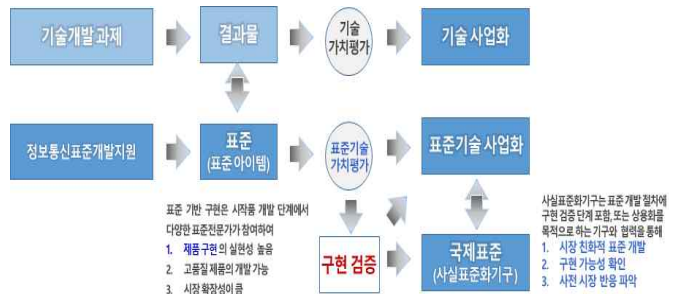 기술개발 과제
결과물
기술
가치평가
기술 사업화
정보통신표준개발지원
표준
(표준 아이템)
표준기술
가치평가
표준기술 사업화
표준 기반 구현은 시작품 개발 단계에서
다양한 표준전문가가 참여하여
1. 제품 구현의 실현성 높음
2. 고품질 제품의 개발 가능
3. 시장 확장성이 큼
구현 검증
국제표준
(사실표준화기구)
사실표준화기구는 표준 개발 절차에
구현 검증 단계 포함, 또는 상용화를
목적으로 하는 기구와 협력을 통해
1. 시장 친화적 표준 개발
2. 구현 가능성 확인
3. 사전 시장 반응 파악